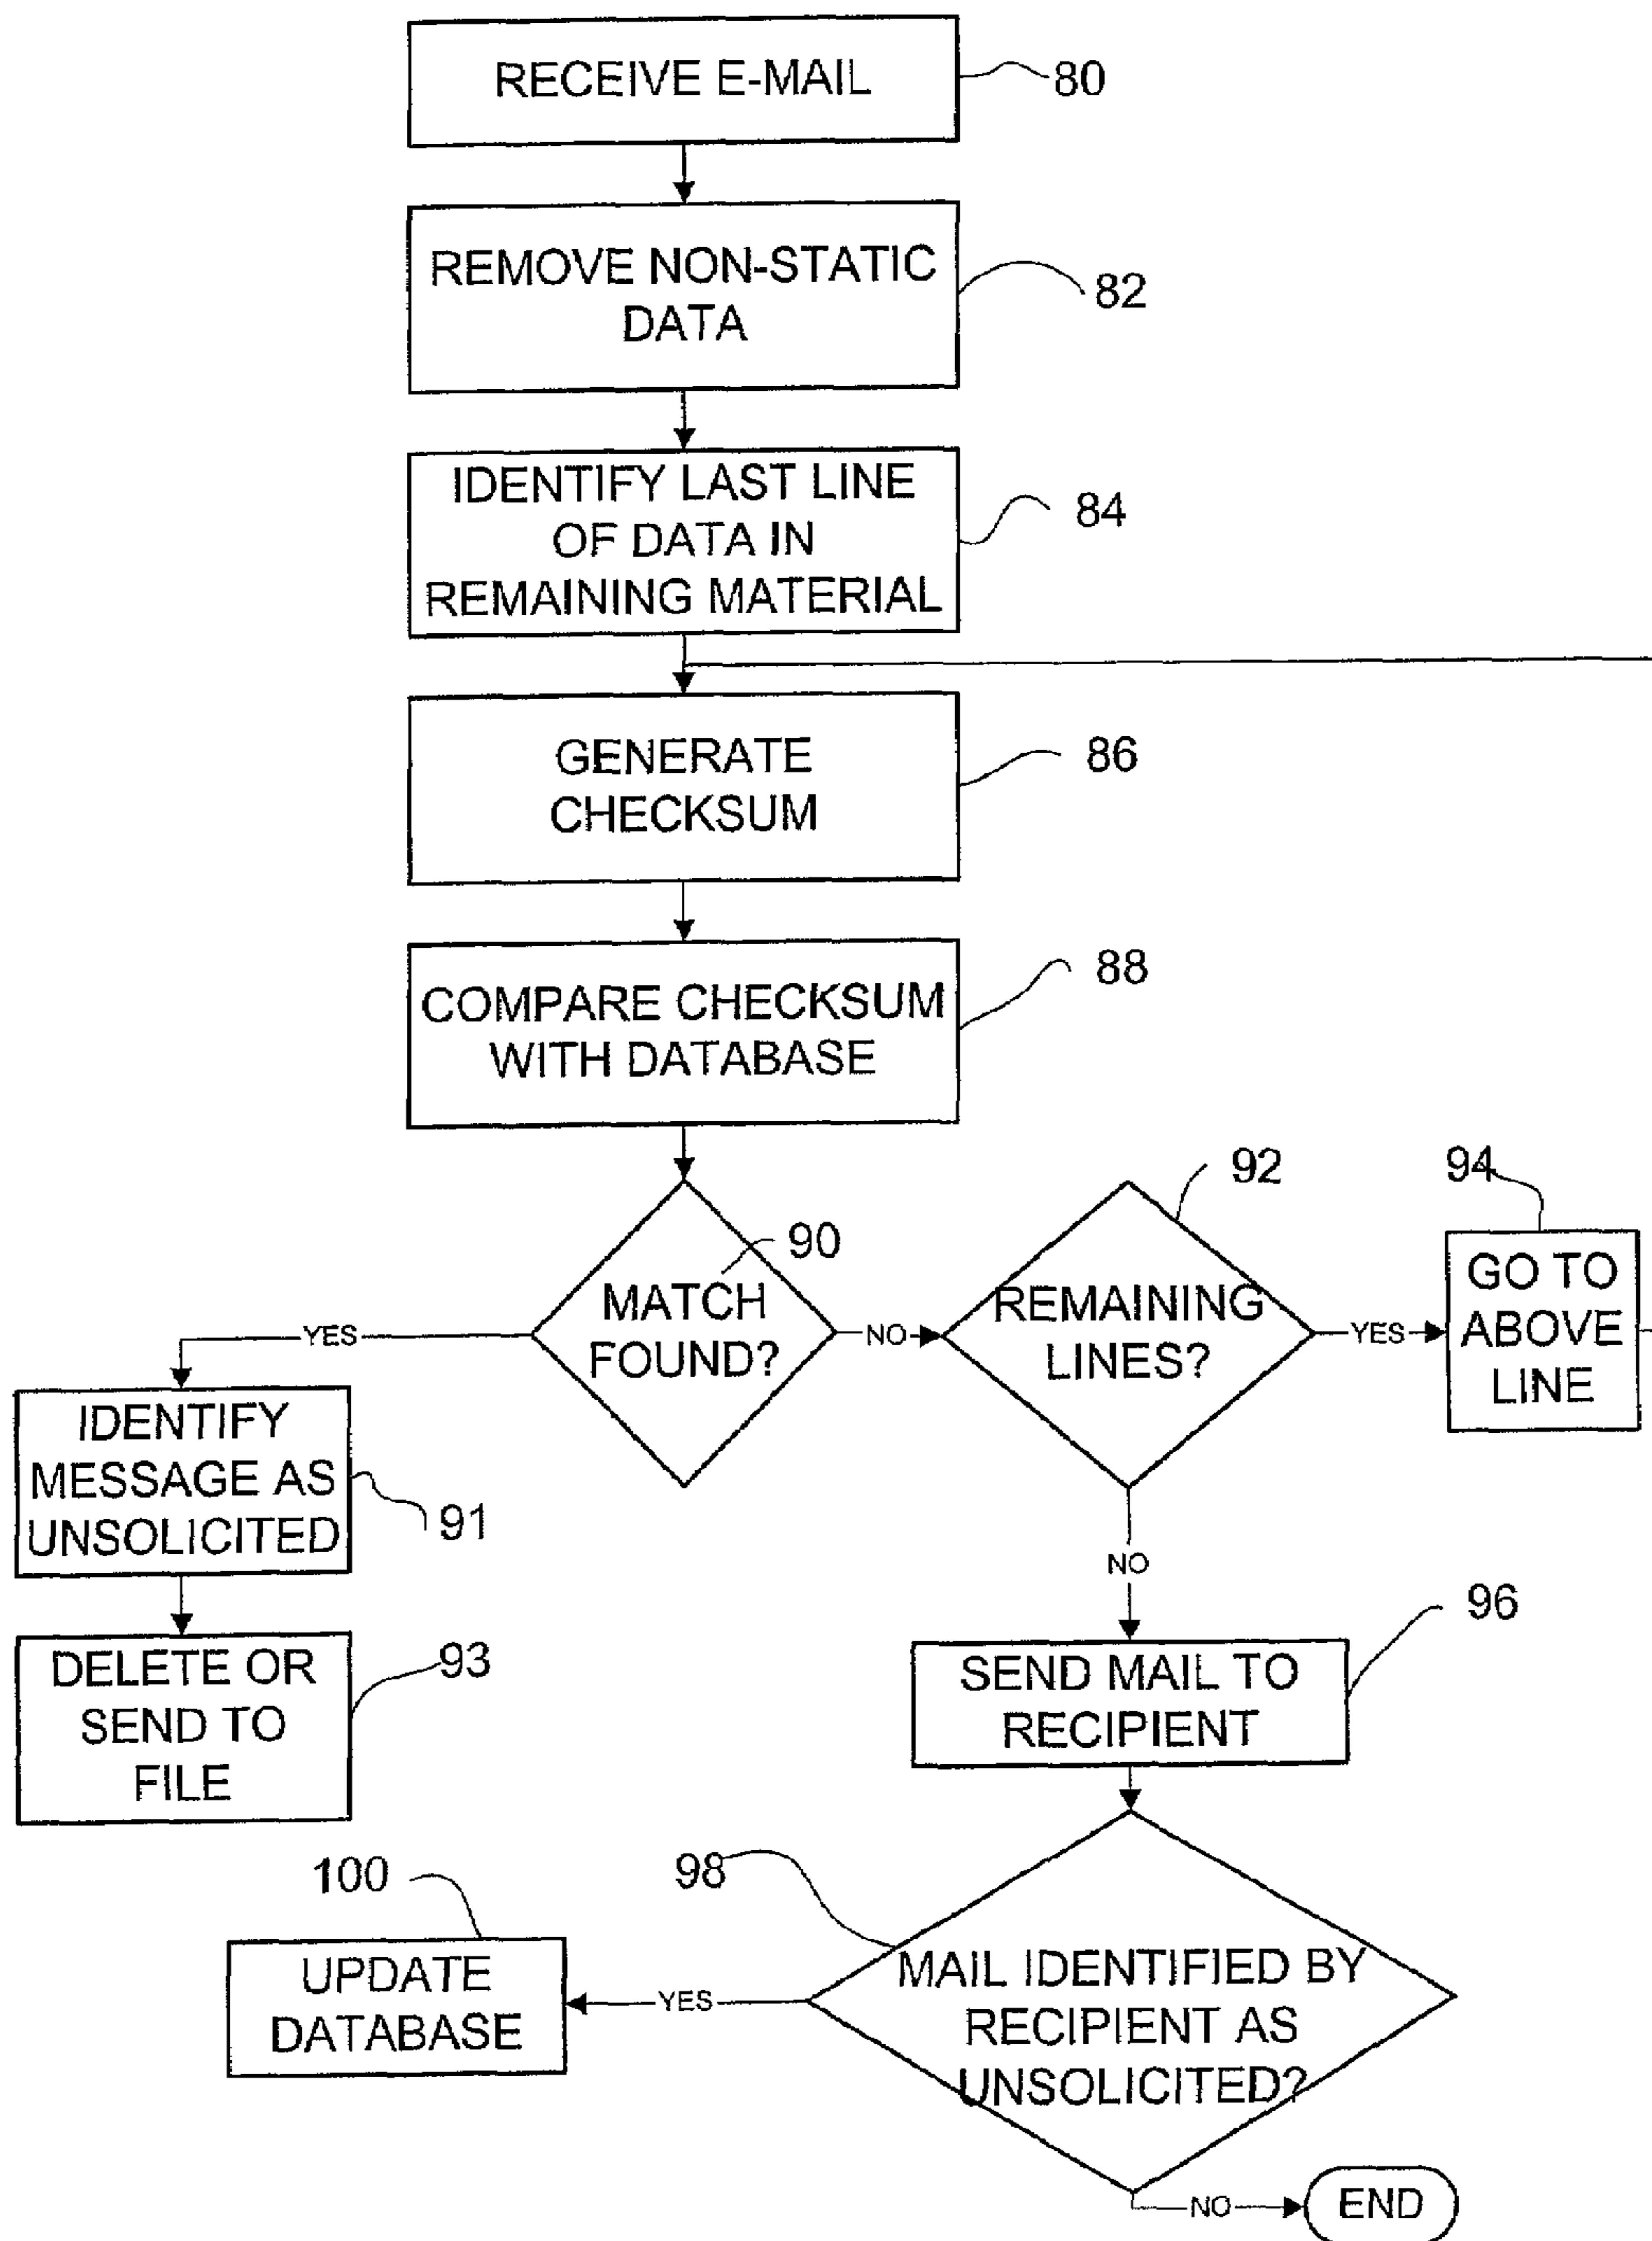 RECEIVE E-MAIL
80
REMOVE NON-STATIC
DATA
82
IDENTIFY LAST LINE
OF DATA IN
REMAINING MATERIAL
84
GENERATE
CHECKSUM
86
COMPARE CHECKSUM
WITH DATABASE
88
MATCH
FOUND?
90
YES
NO
REMAINING
LINES?
92
YES
NO
GO TO
ABOVE
LINE
94
IDENTIFY
MESSAGE AS
UNSOLICITED
91
DELETE OR
SEND TO
FILE
93
SEND MAIL TO
RECIPIENT
96
MAIL IDENTIFIED BY
RECIPIENT AS
UNSOLICITED?
98
YES
UPDATE
DATABASE
100
NO
END